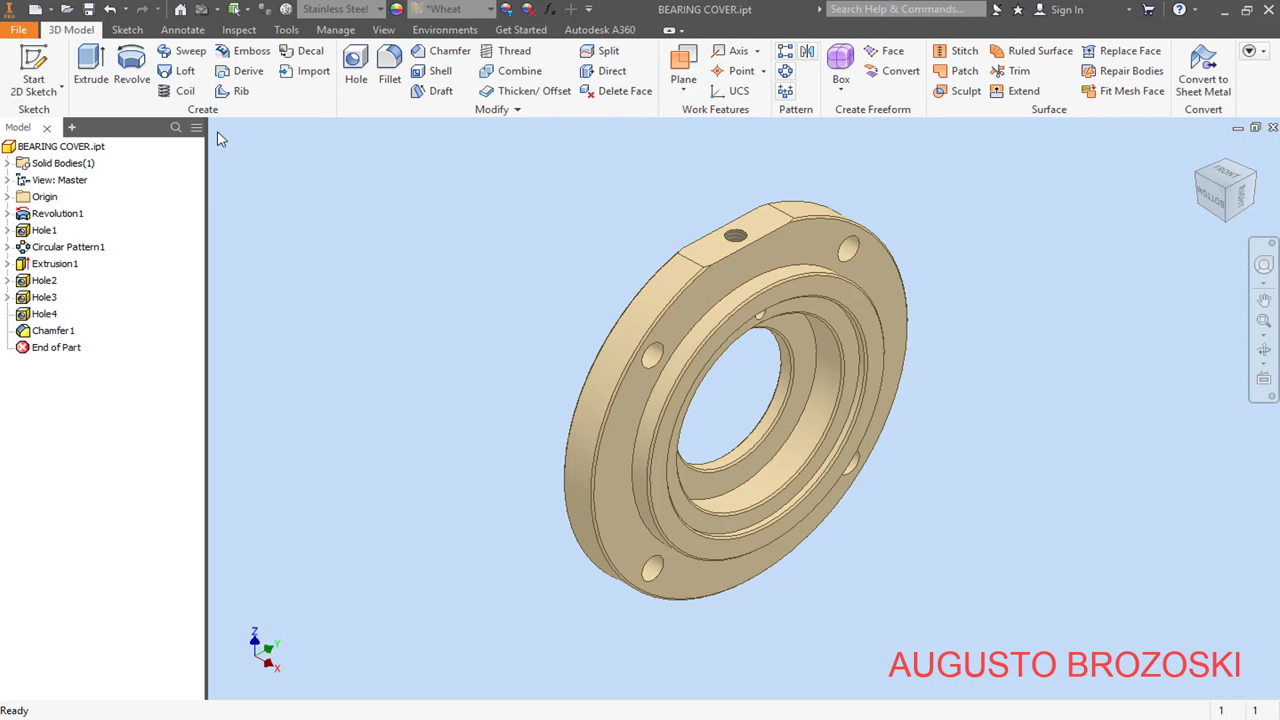 PRO
Stainless Steel
*Wheat
BEARING COVER.ipt
Search Help & Commands...
Sign In
File
3D Model
Sketch
Annotate
Inspect
Tools
Manage
View
Environments
Get Started
Autodesk A360
Start
2D Sketch
Extrude
Revolve
Sweep
Emboss
Decal
Loft
Derive
Import
Coil
Rib
Hole
Fillet
Chamfer
Thread
Split
Shell
Combine
Direct
Draft
Thicken/ Offset
Delete Face
Plane
Axis
Point
UCS
Box
Face
Convert
Stitch
Ruled Surface
Replace Face
Patch
Trim
Repair Bodies
Sculpt
Extend
Fit Mesh Face
Convert to
Sheet Metal
Sketch
Create
Modify
Work Features
Pattern
Create Freeform
Surface
Convert
Model
BEARING COVER.ipt
Solid Bodies(1)
View: Master
Origin
Revolution1
Hole1
Circular Pattern1
Extrusion1
Hole2
Hole3
Hole4
Chamfer1
End of Part
FRONT
BOTTOM
RIGHT
Z
Y
X
AUGUSTO BROZOSKI
Ready
1 1